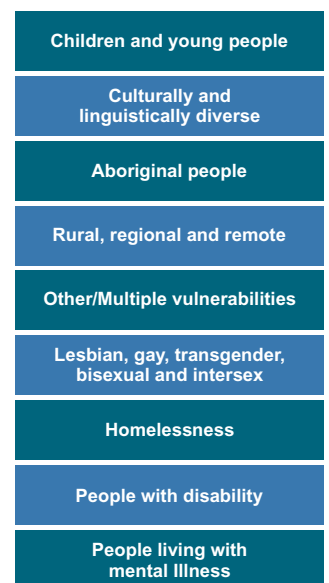 Children and young people
Culturally and
linguistically diverse
Aboriginal people
Rural, regional and remote
Other/Multiple vulnerabilities
Lesbian, gay, transgender,
bisexual and intersex
Homelessness
People with disability
People living with
mental Illness